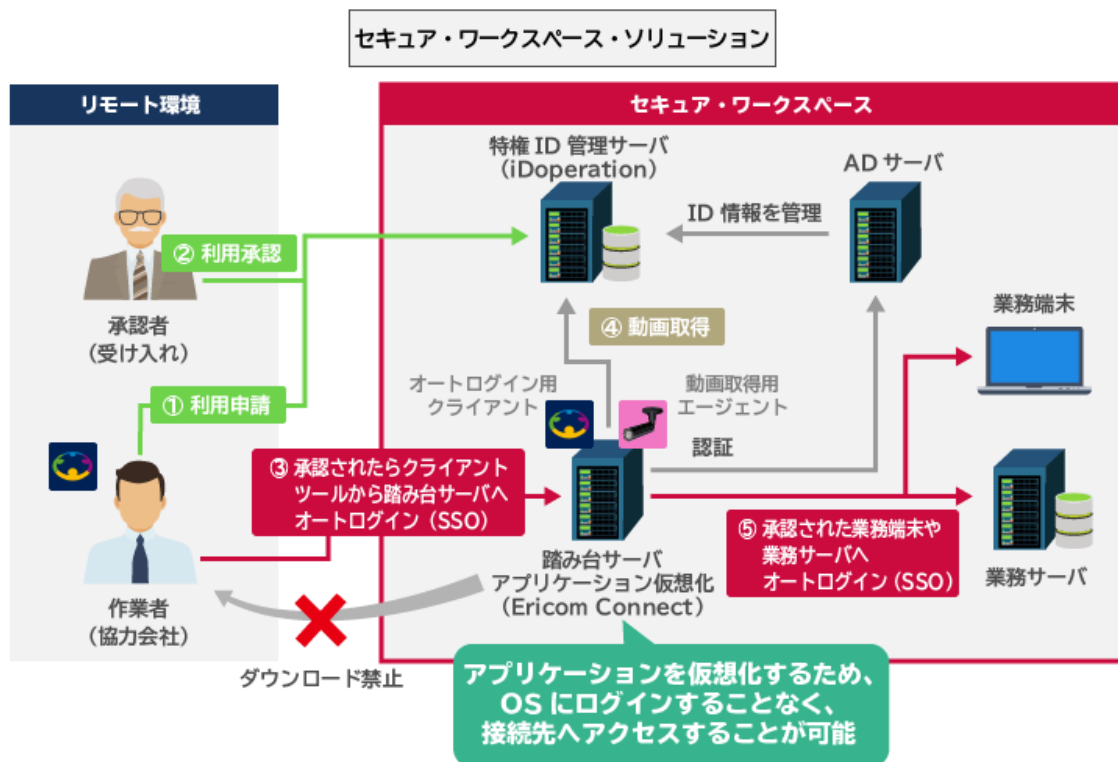 セキュア・ワークスペース・ソリューション
リモート環境
セキュア・ワークスペース
特権 ID 管理サーバ
（iDoperation）
AD サーバ
ID 情報を管理
② 利用承認
承認者
（受け入れ）
④ 動画取得
業務端末
オートログイン用
クライアント
動画取得用
エージェント
① 利用申請
認証
③ 承認されたらクライアント
ツールから踏み台サーバへ
オートログイン（SSO）
⑤ 承認された業務端末や
業務サーバへ
オートログイン（SSO）
踏み台サーバ
アプリケーション仮想化
（Ericom Connect）
業務サーバ
作業者
（協力会社）
ダウンロード禁止
アプリケーションを仮想化するため、
OS にログインすることなく、
接続先へアクセスすることが可能